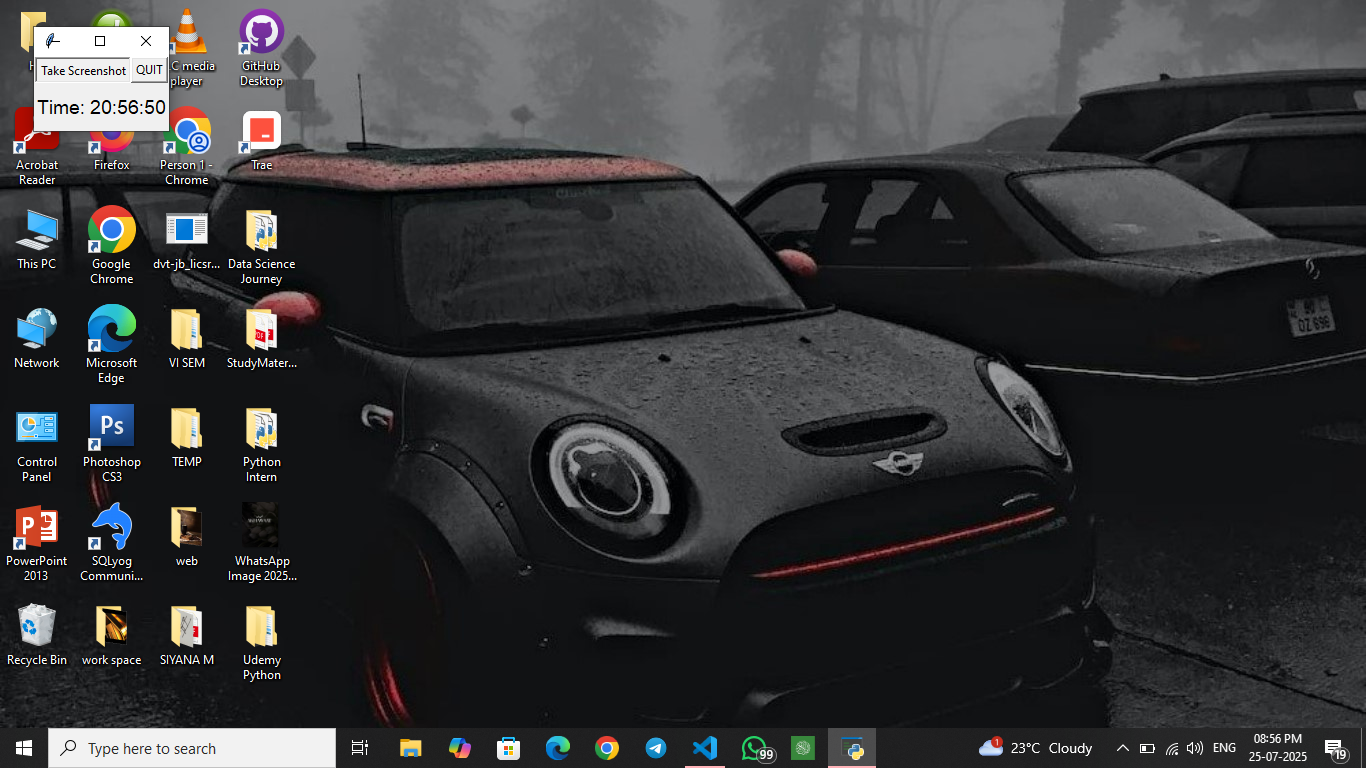 Take Screenshot QUIT
Time: 20:56:50
C media
player
GitHub
Desktop
Acrobat
Reader
Firefox
Person 1 -
Chrome
Trae
This PC
Google
Chrome
dvt-jb_licsr...
Data Science
Journey
Network
Microsoft
Edge
VI SEM
StudyMater...
Control
Panel
Ps
Photoshop
CS3
TEMP
Python
Intern
PowerPoint
2013
SQLyog
Communi...
web
WhatsApp
Image 2025...
Recycle Bin
work space
SIYANA M
Udemy
Python
Type here to search
99
1
23°C Cloudy
ENG
08:56 PM
25-07-2025
19